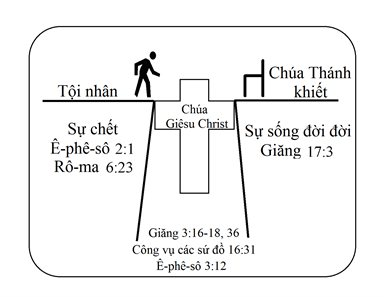 Tội nhân
Sự chết
Ê-phê-sô 2:1
Rô-ma 6:23
Chúa
Giêsu Christ
Chúa Thánh
khiết
Sự sống đời đời
Giăng 17:3
Giăng 3:16-18, 36
Công vụ các sứ đồ 16:31
Ê-phê-sô 3:12